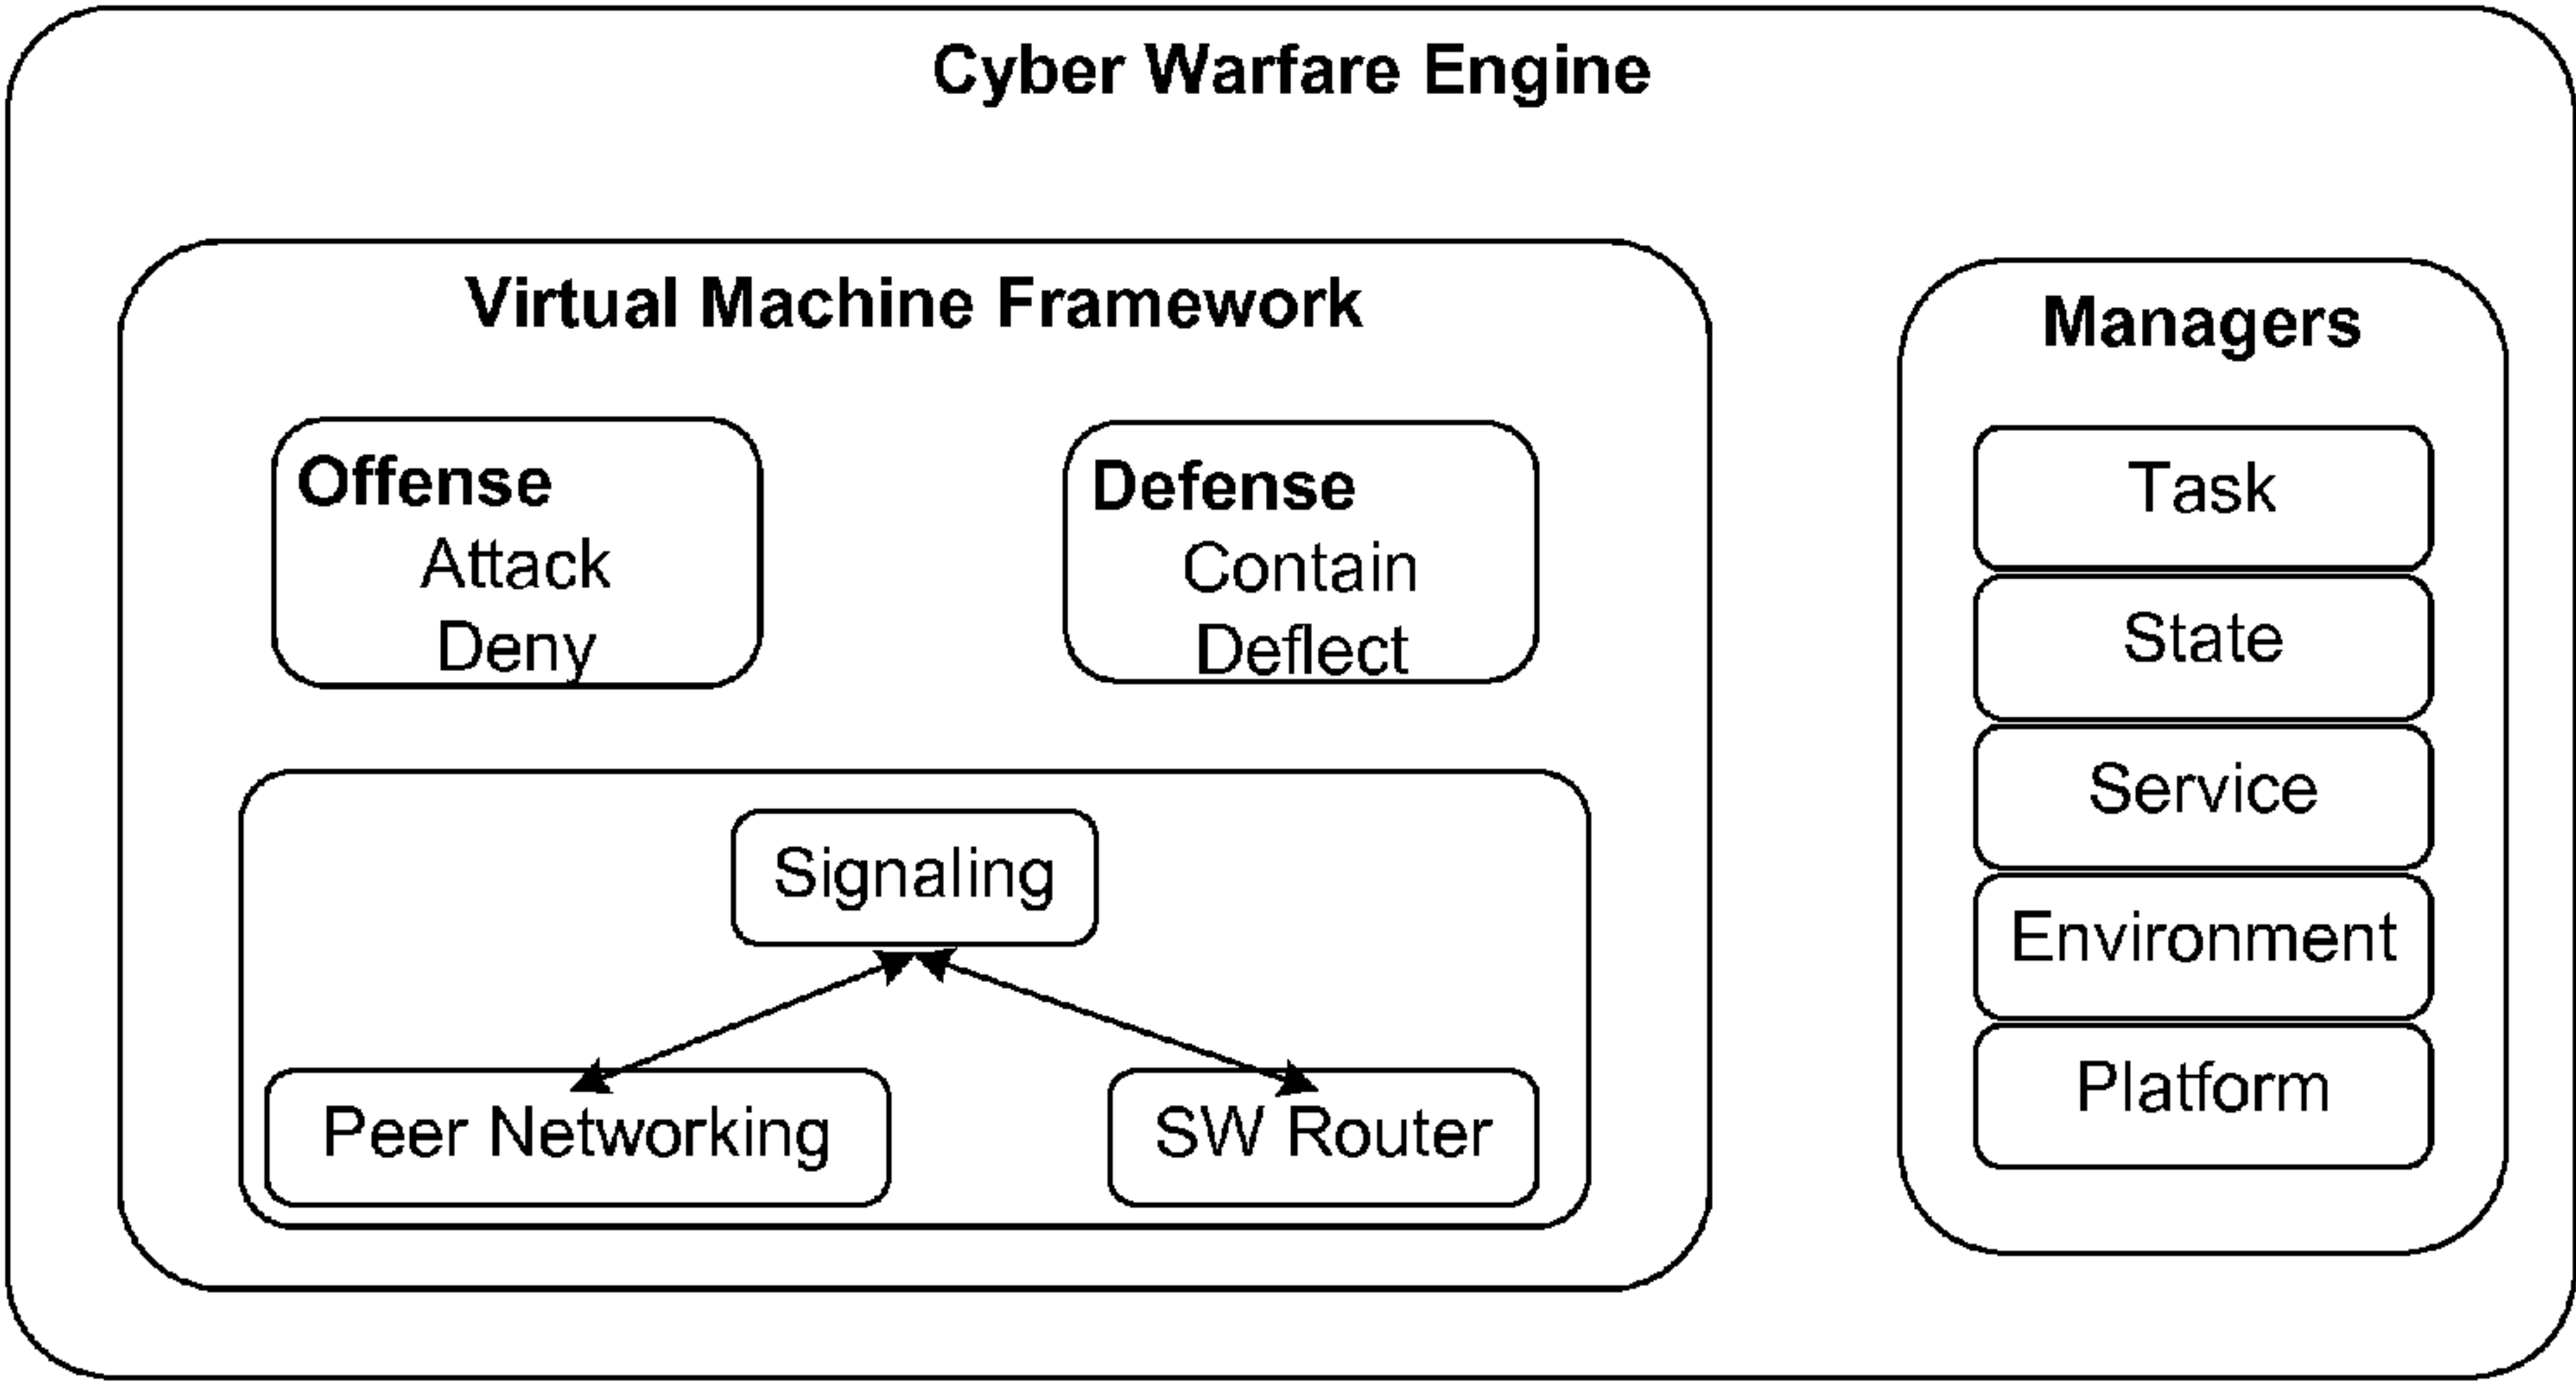 Cyber Warfare Engine
Virtual Machine Framework
Offense
Attack
Deny
Defense
Contain
Deflect
Signaling
Peer Networking
SW Router
Managers
Task
State
Service
Environment
Platform